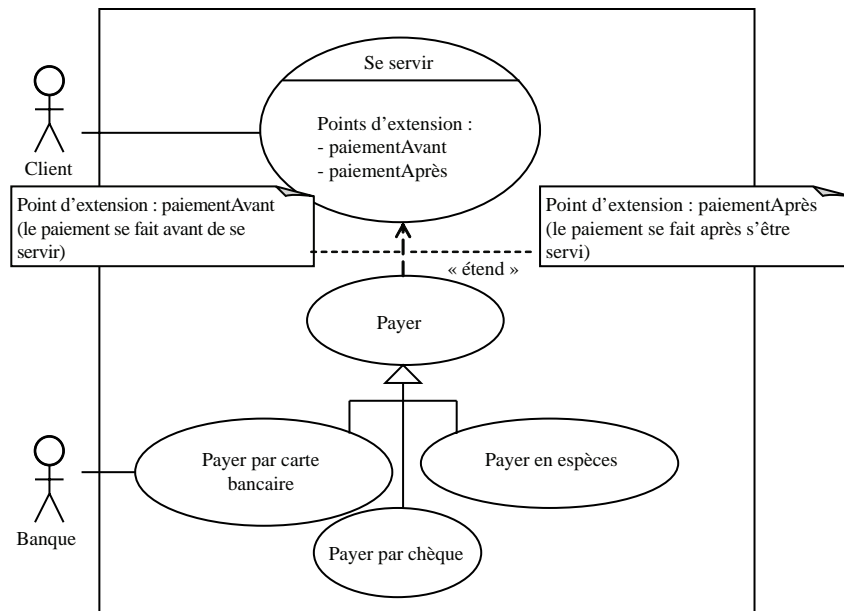 Se servir
Points d’extension :
- paiementAvant
- paiementAprès
Client
Point d’extension : paiementAvant
(le paiement se fait avant de se
servir)
Point d’extension : paiementAprès
(le paiement se fait après s’être
servi)
« étend »
Payer
Payer par carte
bancaire
Payer en espèces
Banque
Payer par chèque